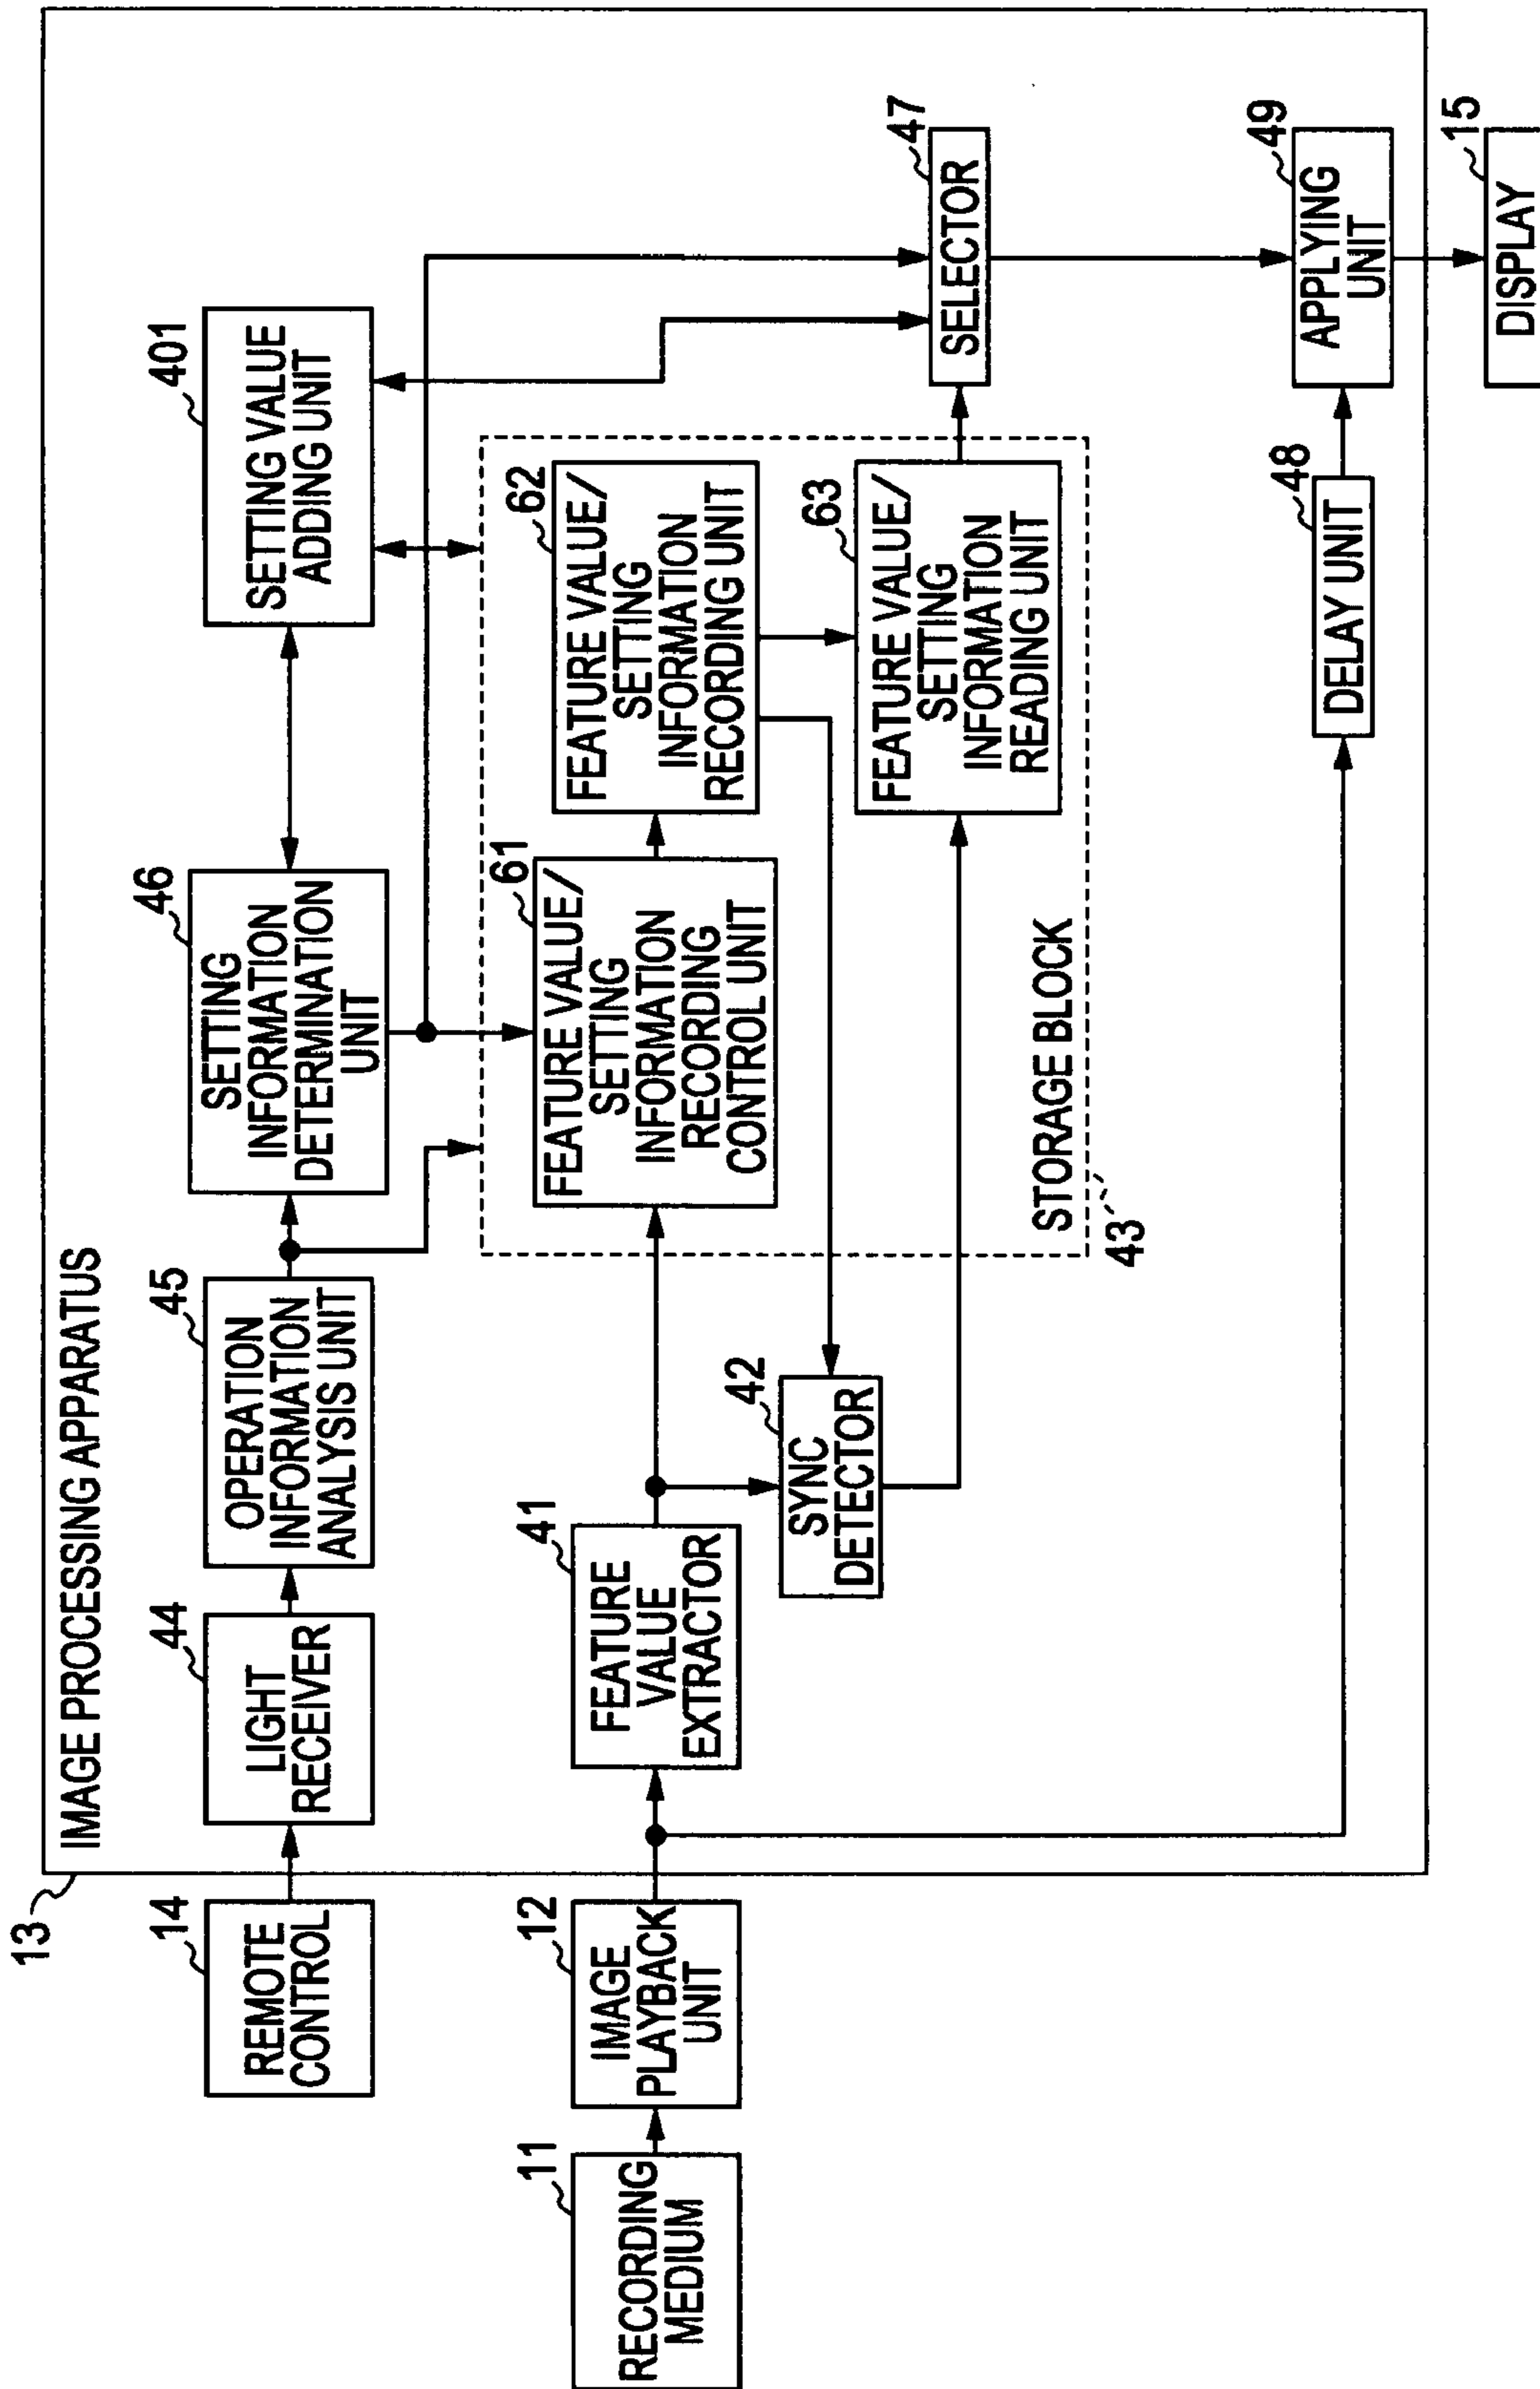 13
IMAGE PROCESSING APPARATUS
14
REMOTE
CONTROL
44
LIGHT
RECEIVER
45
OPERATION
INFORMATION
ANALYSIS UNIT
46
SETTING
INFORMATION
DETERMINATION
UNIT
401
SETTING VALUE
ADDING UNIT
11
RECORDING
MEDIUM
12
IMAGE
PLAYBACK
UNIT
41
FEATURE
VALUE
EXTRACTOR
42
SYNC
DETECTOR
61
FEATURE VALUE/
SETTING
INFORMATION
RECORDING
CONTROL UNIT
62
FEATURE VALUE/
SETTING
INFORMATION
RECORDING UNIT
63
FEATURE VALUE/
SETTING
INFORMATION
READING UNIT
STORAGE BLOCK
43
47
SELECTOR
48
DELAY UNIT
49
APPLYING
UNIT
15
DISPLAY